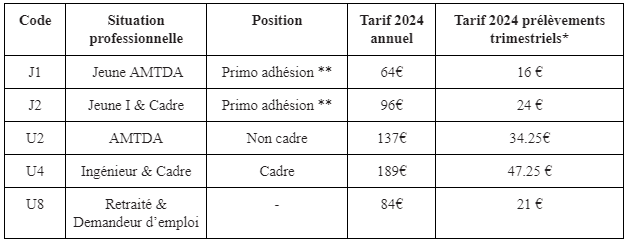 Code Situation professionnelle Position Tarif 2024 annuel Tarif 2024 prélèvements trimestriels*
J1 Jeune AMTDA Primo adhésion ** 64€ 16 €
J2 Jeune I & Cadre Primo adhésion ** 96€ 24 €
U2 AMTDA Non cadre 137€ 34.25€
U4 Ingénieur & Cadre Cadre 189€ 47.25 €
U8 Retraité & Demandeur d’emploi - 84€ 21 €